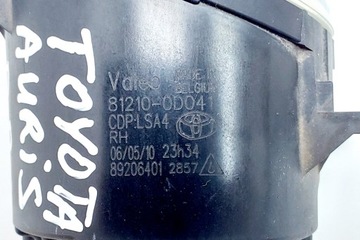 TOYOTA
AURIS
Valeo MADE IN BELGIUM
81210-0D041
CDP:LSA4
RH
06/05/10 23h34
89206401 2857